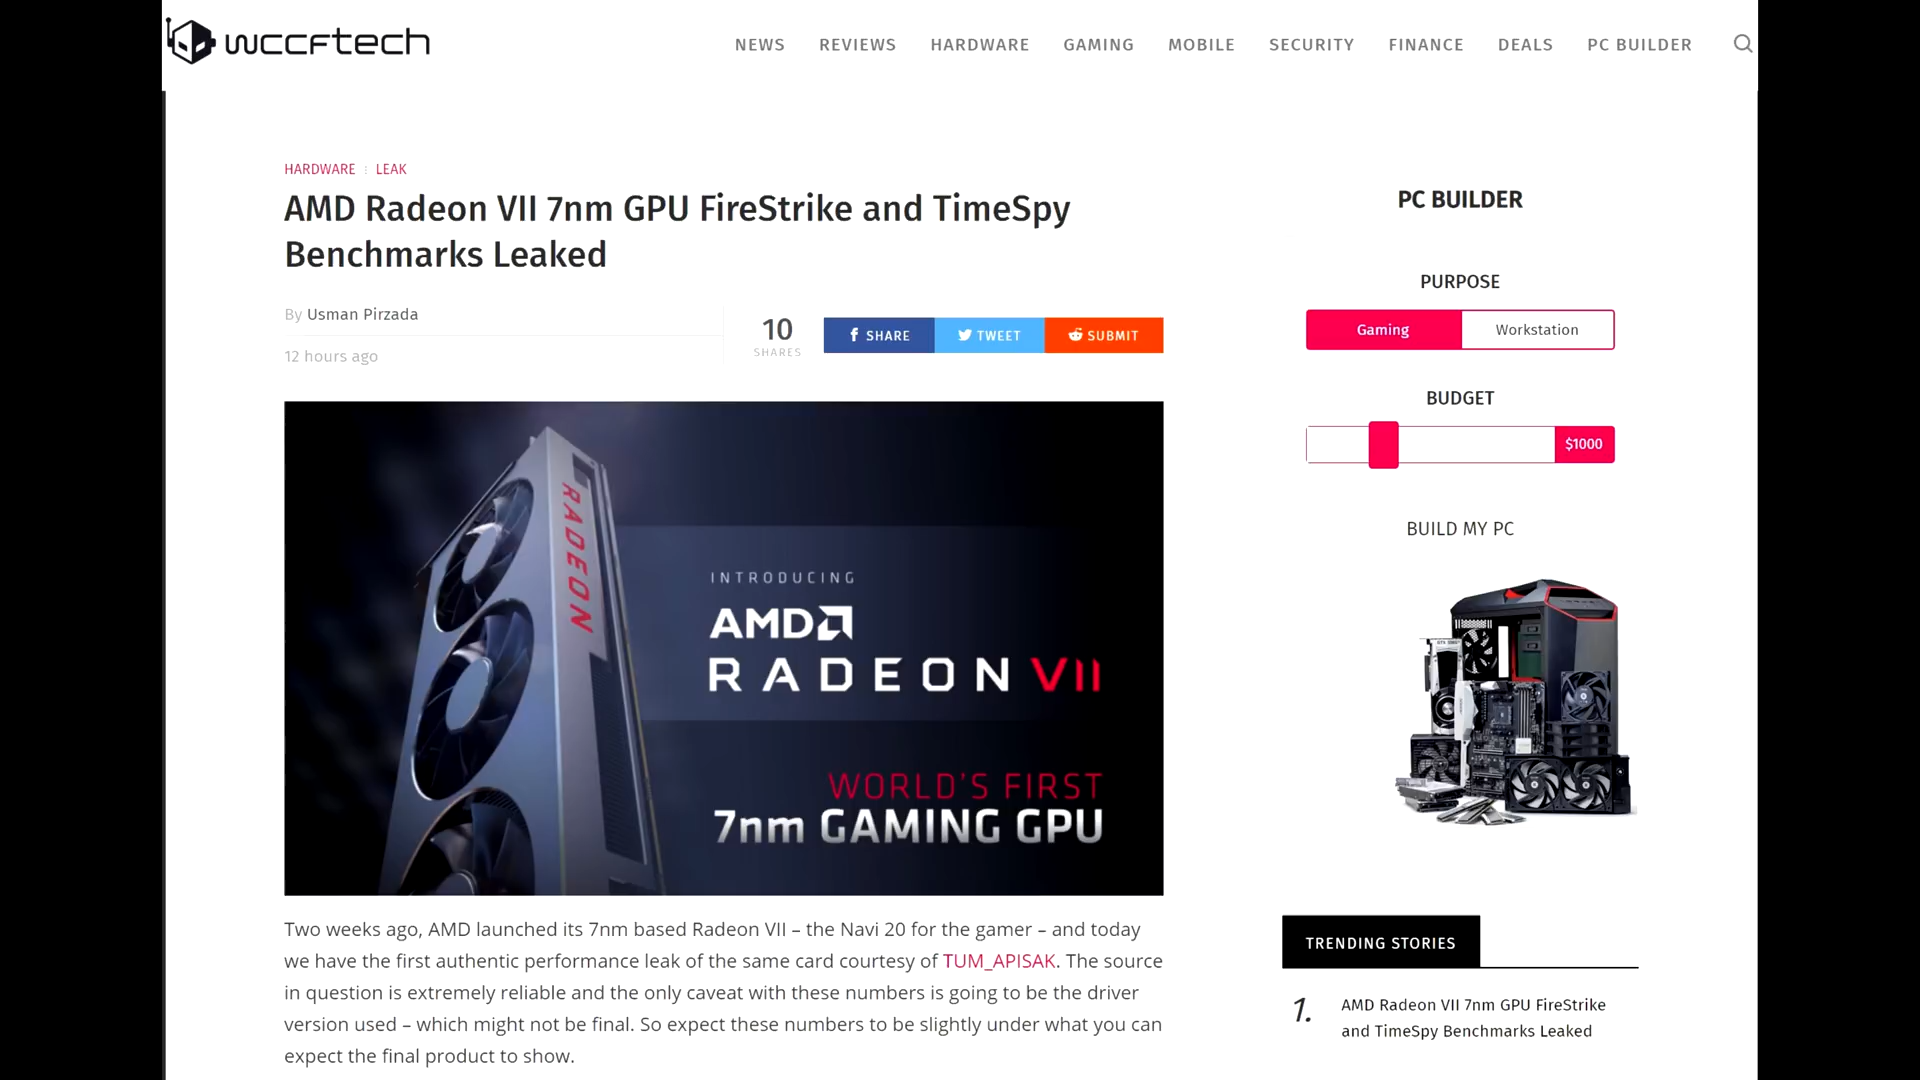 wccftech
NEWS REVIEWS HARDWARE GAMING MOBILE SECURITY FINANCE DEALS PC BUILDER
HARDWARE LEAK
AMD Radeon VII 7nm GPU FireStrike and TimeSpy
Benchmarks Leaked
By Usman Pirzada
12 hours ago
10
SHARES
SHARE
TWEET
SUBMIT
RADEON
INTRODUCING
AMD
RADEON VII
WORLD'S FIRST
7nm GAMING GPU
Two weeks ago, AMD launched its 7nm based Radeon VII – the Navi 20 for the gamer – and today
we have the first authentic performance leak of the same card courtesy of TUM_APISAK. The source
in question is extremely reliable and the only caveat with these numbers is going to be the driver
version used – which might not be final. So expect these numbers to be slightly under what you can
expect the final product to show.
PC BUILDER
PURPOSE
Gaming Workstation
BUDGET
$1000
BUILD MY PC
TRENDING STORIES
1. AMD Radeon VII 7nm GPU FireStrike
and TimeSpy Benchmarks Leaked